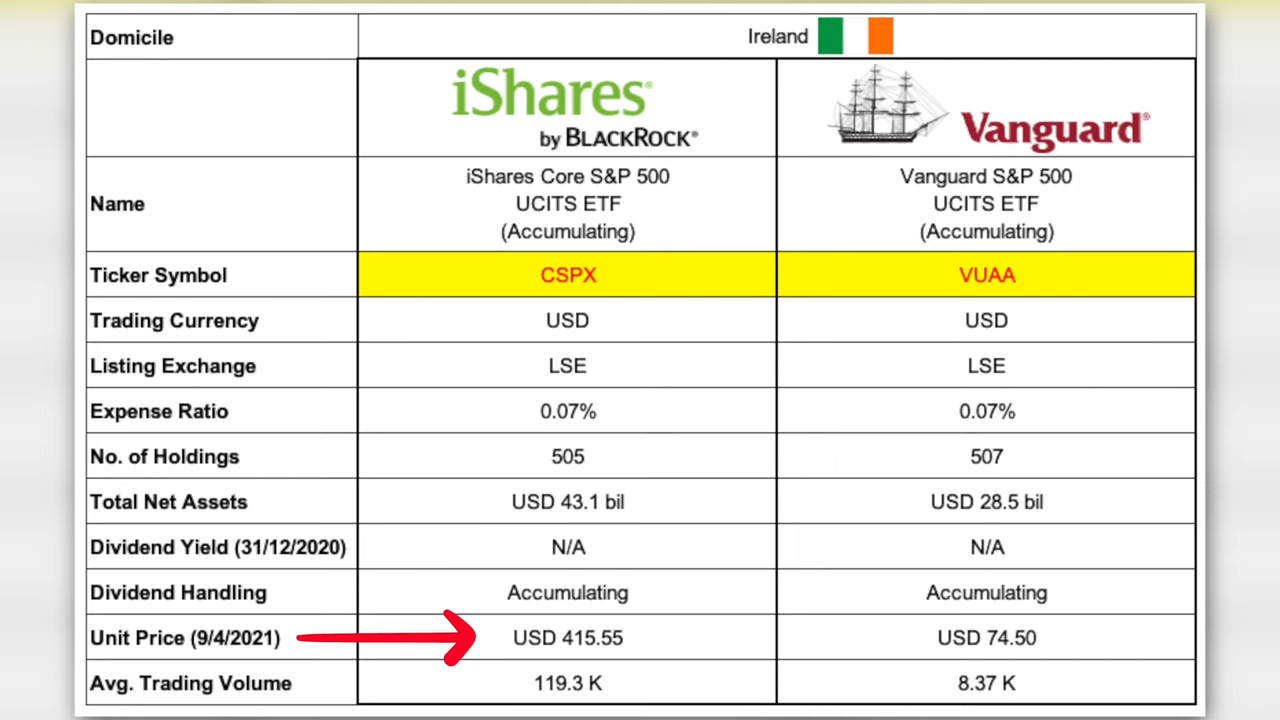 Domicile
Ireland
iShares®
by BLACKROCK®
Vanguard®
Name
iShares Core S&P 500
UCITS ETF
(Accumulating)
Vanguard S&P 500
UCITS ETF
(Accumulating)
Ticker Symbol CSPX VUAA
Trading Currency USD USD
Listing Exchange LSE LSE
Expense Ratio 0.07% 0.07%
No. of Holdings 505 507
Total Net Assets USD 43.1 bil USD 28.5 bil
Dividend Yield (31/12/2020) N/A N/A
Dividend Handling Accumulating Accumulating
Unit Price (9/4/2021) USD 415.55 USD 74.50
Avg. Trading Volume 119.3 K 8.37 K